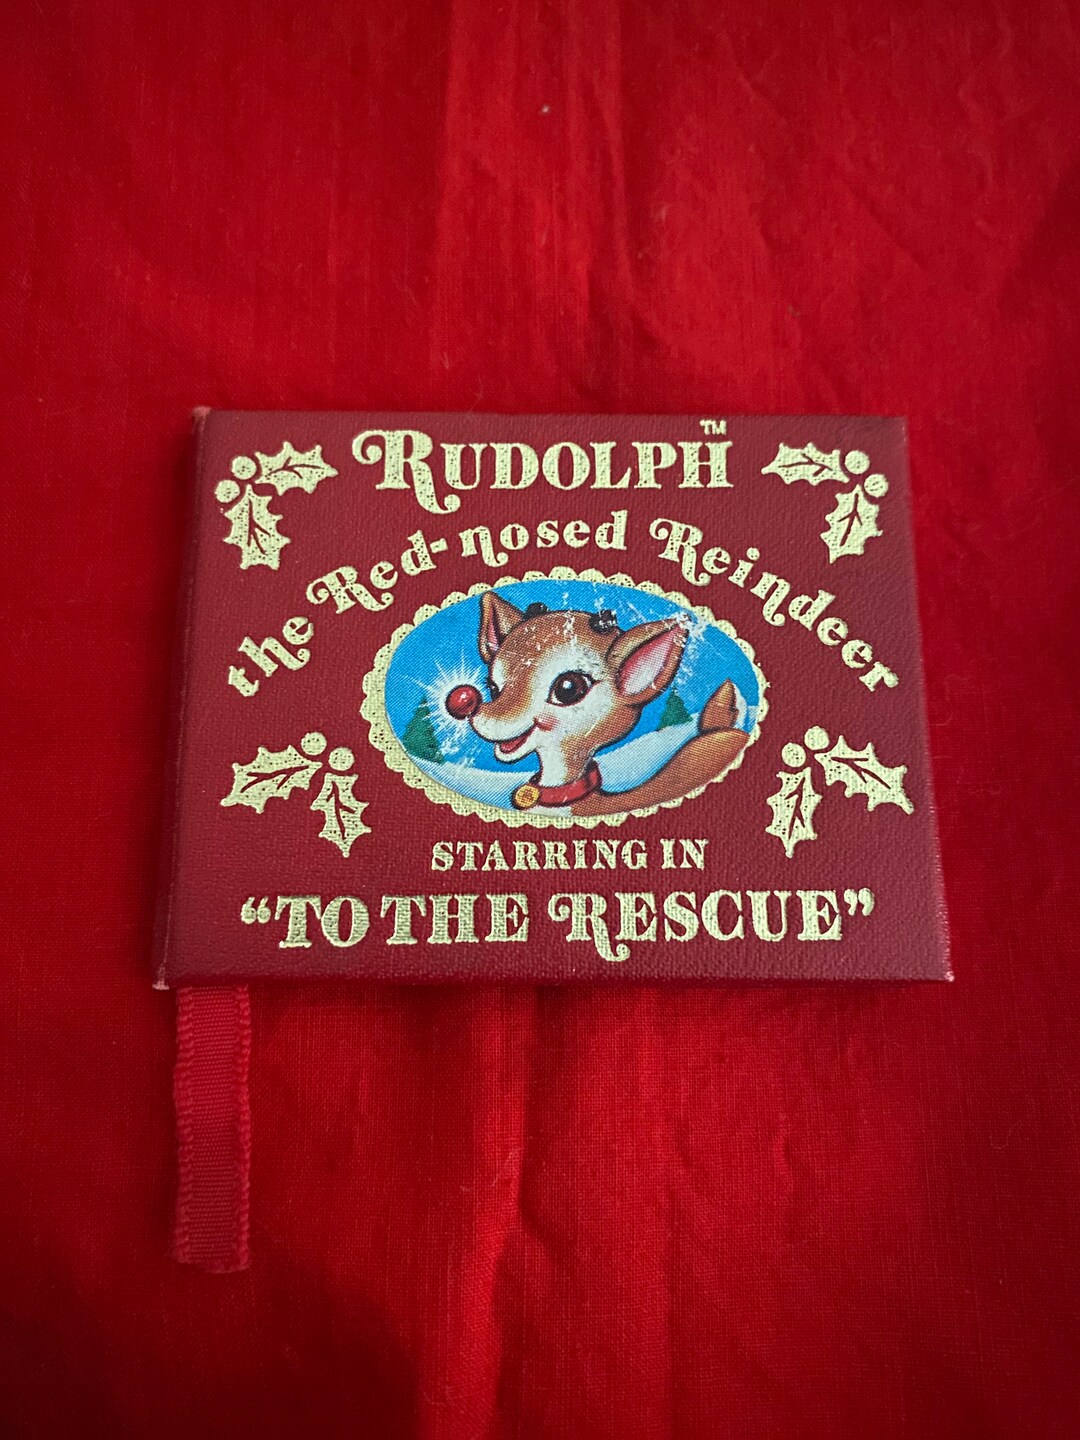 RUDOLPH™
the Red-nosed Reindeer
STARRING IN
“TO THE RESCUE”